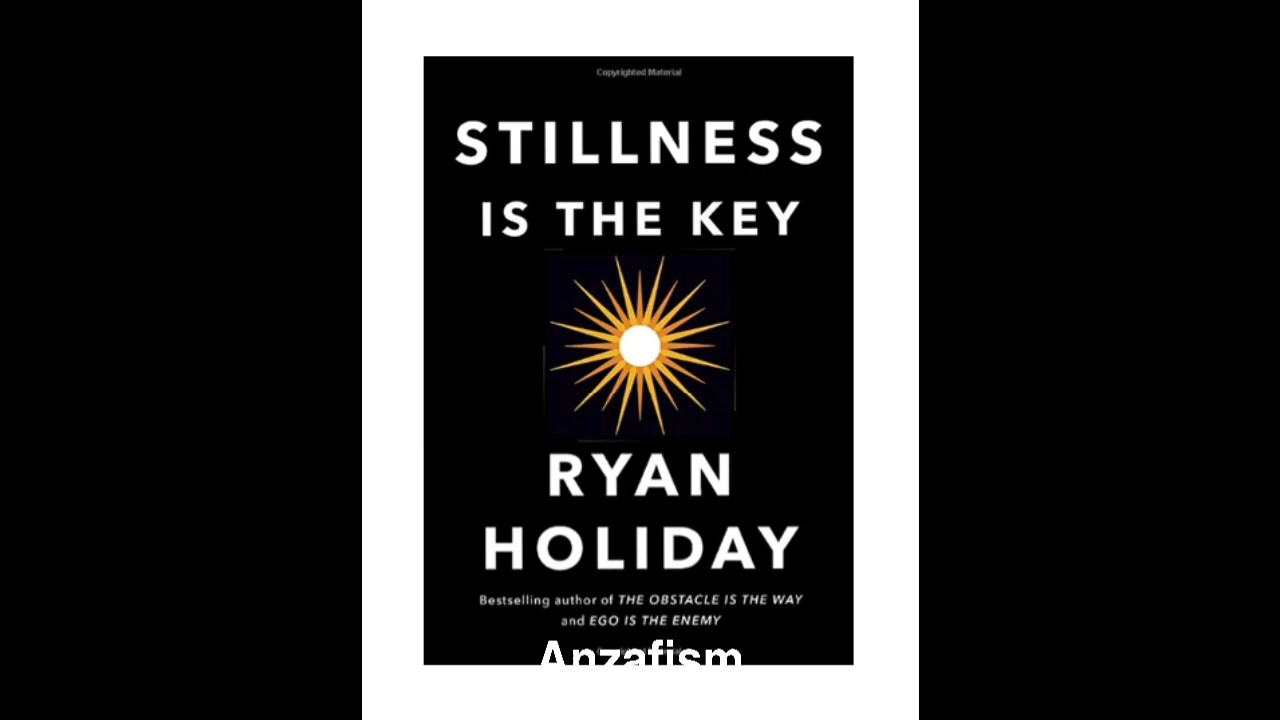 Copyrighted Material
STILLNESS
IS THE KEY
RYAN
HOLIDAY
Bestselling author of THE OBSTACLE IS THE WAY
and EGO IS THE ENEMY
Anzafism